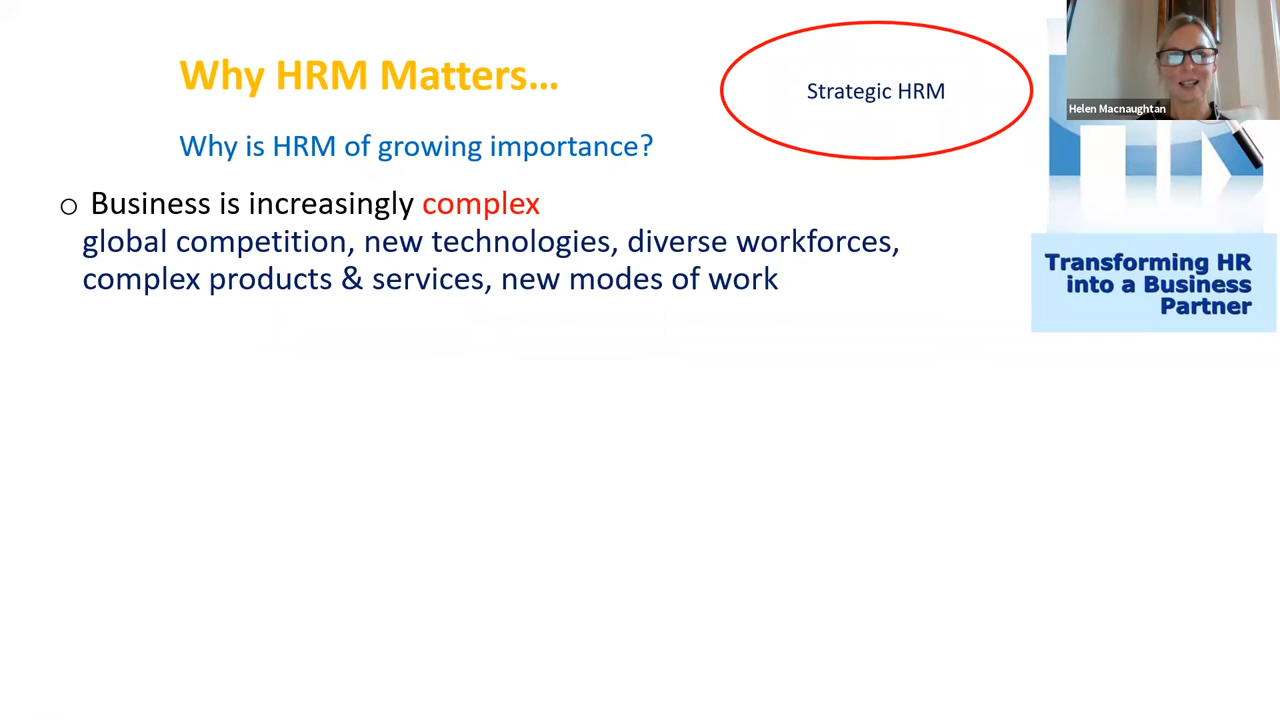 Why HRM Matters...
Strategic HRM
Helen Macnaughtan
Why is HRM of growing importance?
o Business is increasingly complex
global competition, new technologies, diverse workforces,
complex products & services, new modes of work
Transforming HR
into a Business
Partner